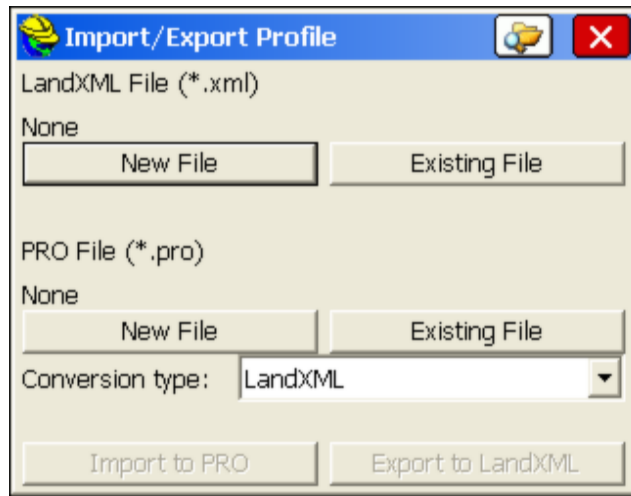 Import/Export Profile
LandXML File (*.xml)
None
New File Existing File
PRO File (*.pro)
None
New File Existing File
Conversion type: LandXML
Import to PRO Export to LandXML